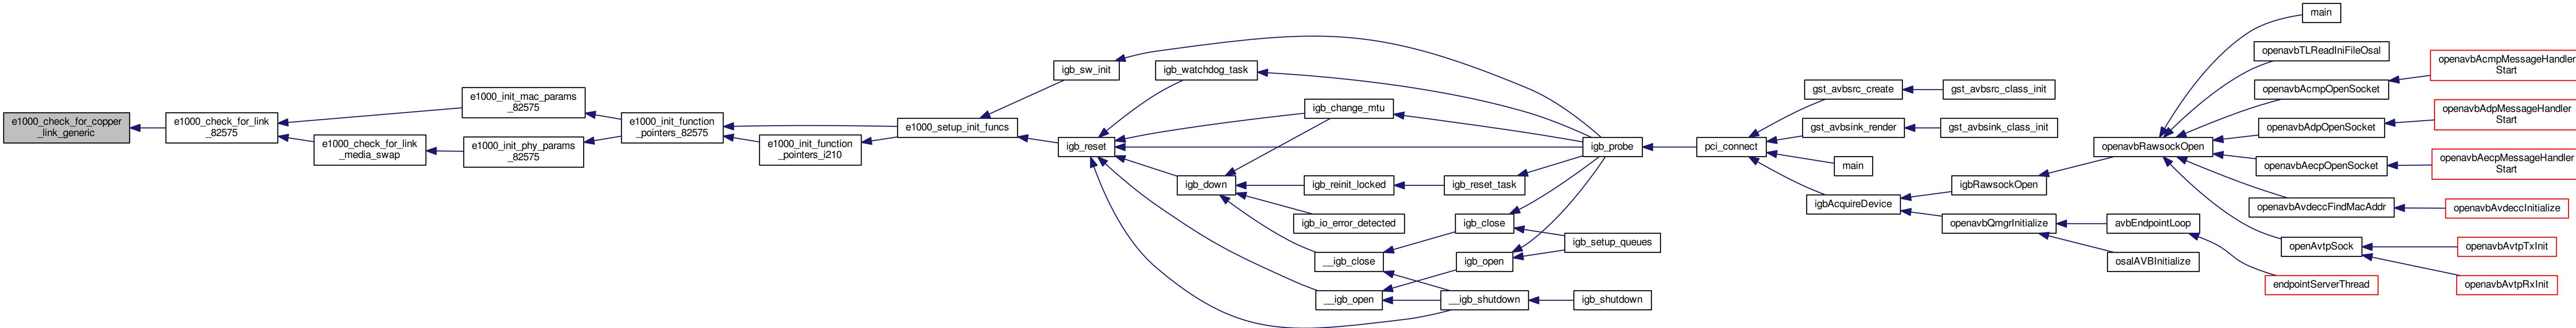 e1000_check_for_copper
_link_generic
e1000_check_for_link
_82575
e1000_init_mac_params
_82575
e1000_check_for_link
_media_swap
e1000_init_phy_params
_82575
e1000_init_function
_pointers_82575
e1000_init_function
_pointers_i210
e1000_setup_init_funcs
igb_sw_init
igb_reset
igb_watchdog_task
igb_change_mtu
igb_down
igb_reinit_locked
igb_reset_task
igb_io_error_detected
__igb_close
igb_close
igb_setup_queues
igb_open
__igb_open
__igb_shutdown
igb_shutdown
igb_probe
pci_connect
gst_avbsrc_create
gst_avbsrc_class_init
gst_avbsink_render
gst_avbsink_class_init
main
igbAcquireDevice
igbRawsockOpen
openavbQmgrInitialize
avbEndpointLoop
osalAVBInitialize
endpointServerThread
openavbRawsockOpen
main
openavbTLReadIniFileOsal
openavbAcmpOpenSocket
openavbAcmpMessageHandler
Start
openavbAdpOpenSocket
openavbAdpMessageHandler
Start
openavbAecpOpenSocket
openavbAecpMessageHandler
Start
openavbAvdeccFindMacAddr
openavbAvdeccInitialize
openAvtpSock
openavbAvtpTxInit
openavbAvtpRxInit